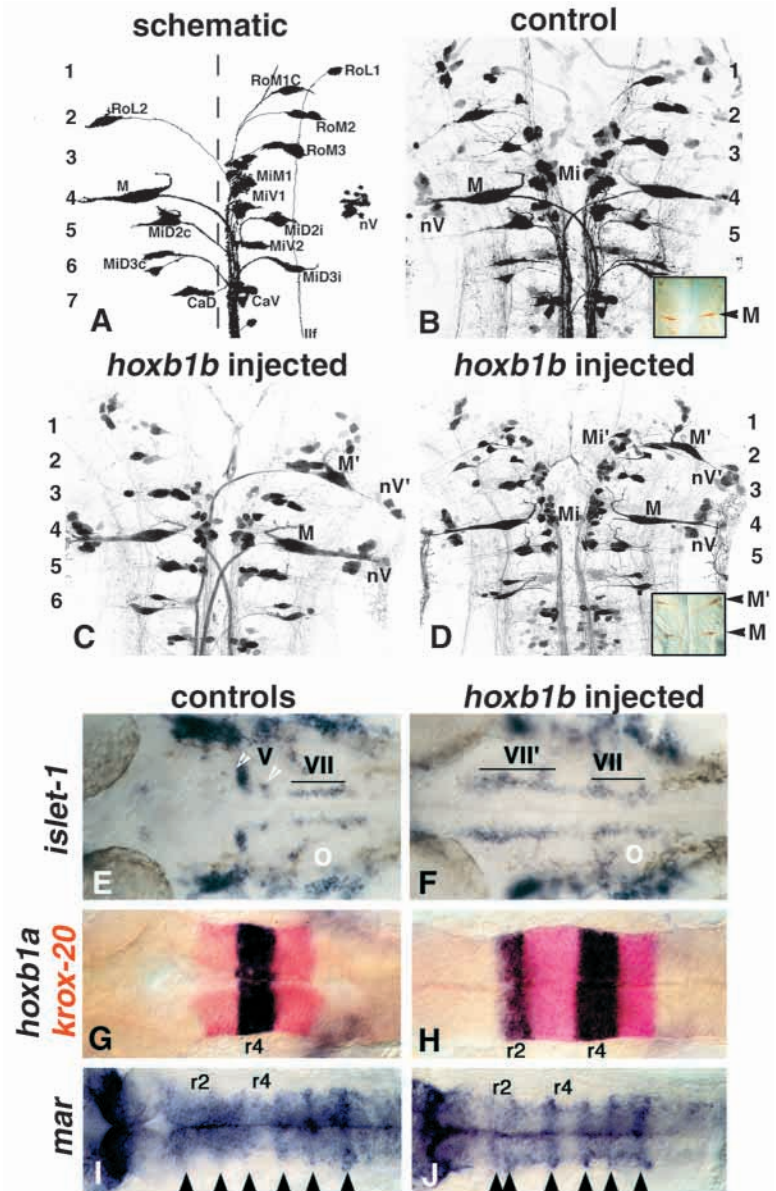 schematic
control
1
2
3
4
5
6
7
RoL1
RoM1C
RoL2
RoM2
RoM3
MiM1
M
MiV1
nV
MiD2c
MiD2i
MiV2
MiD3c
MiD3i
CaD
CaV
A
llf
1
2
3
4
5
Mi
M
nV
B
M
hoxb1b injected
hoxb1b injected
1
2
3
4
5
6
M'
nV'
M
nV
C
1
2
3
4
5
Mi'
M'
nV'
Mi
M
nV
D
M'
M
controls
hoxb1b injected
islet-1
V
VII
O
E
VII'
VII
O
F
hoxb1a
krox-20
G
r4
H
r2
r4
mar
r2
r4
I
r2
r4
J